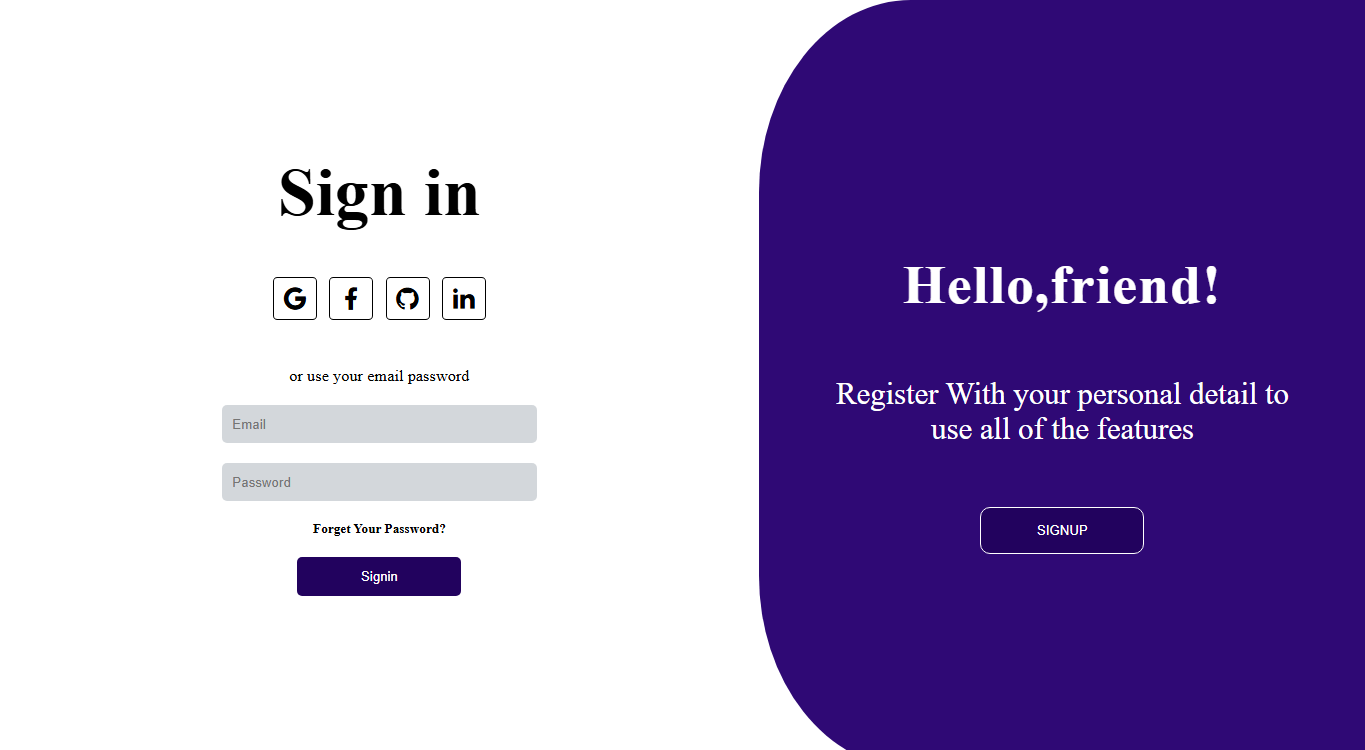 Sign in
or use your email password
Email
Password
Forget Your Password?
Signin
Hello,friend!
Register With your personal detail to
use all of the features
SIGNUP